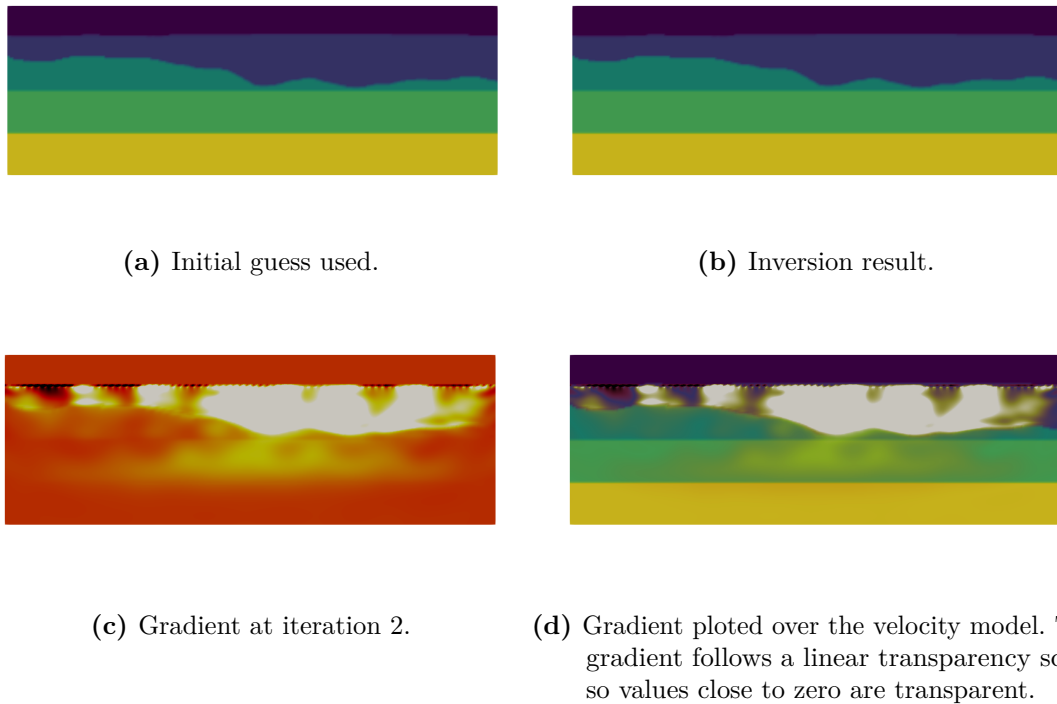 (a) Initial guess used.
(b) Inversion result.
(c) Gradient at iteration 2.
(d) Gradient ploted over the velocity model.
gradient follows a linear transparency
so values close to zero are transparent.